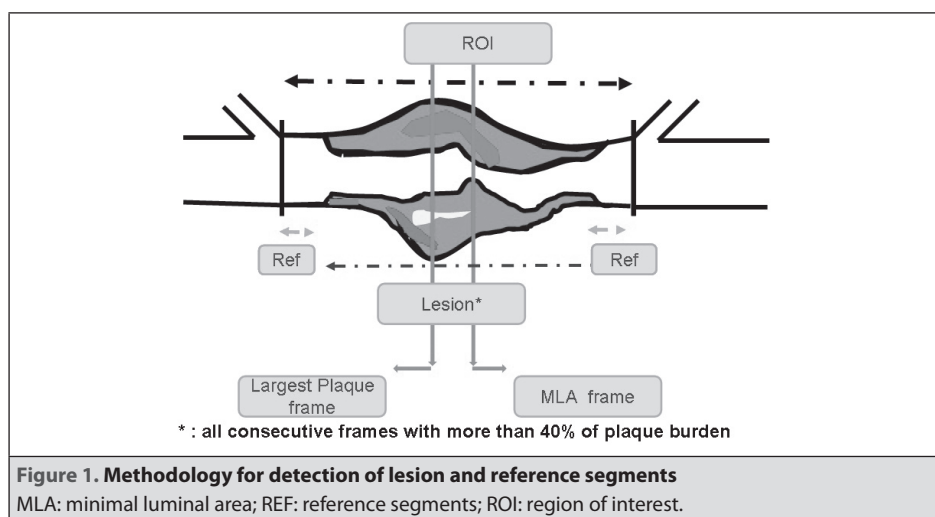 ROI
Ref
Ref
Lesion*
Largest Plaque
frame
MLA frame
* : all consecutive frames with more than 40% of plaque burden
Figure 1. Methodology for detection of lesion and reference segments
MLA: minimal luminal area; REF: reference segments; ROI: region of interest.